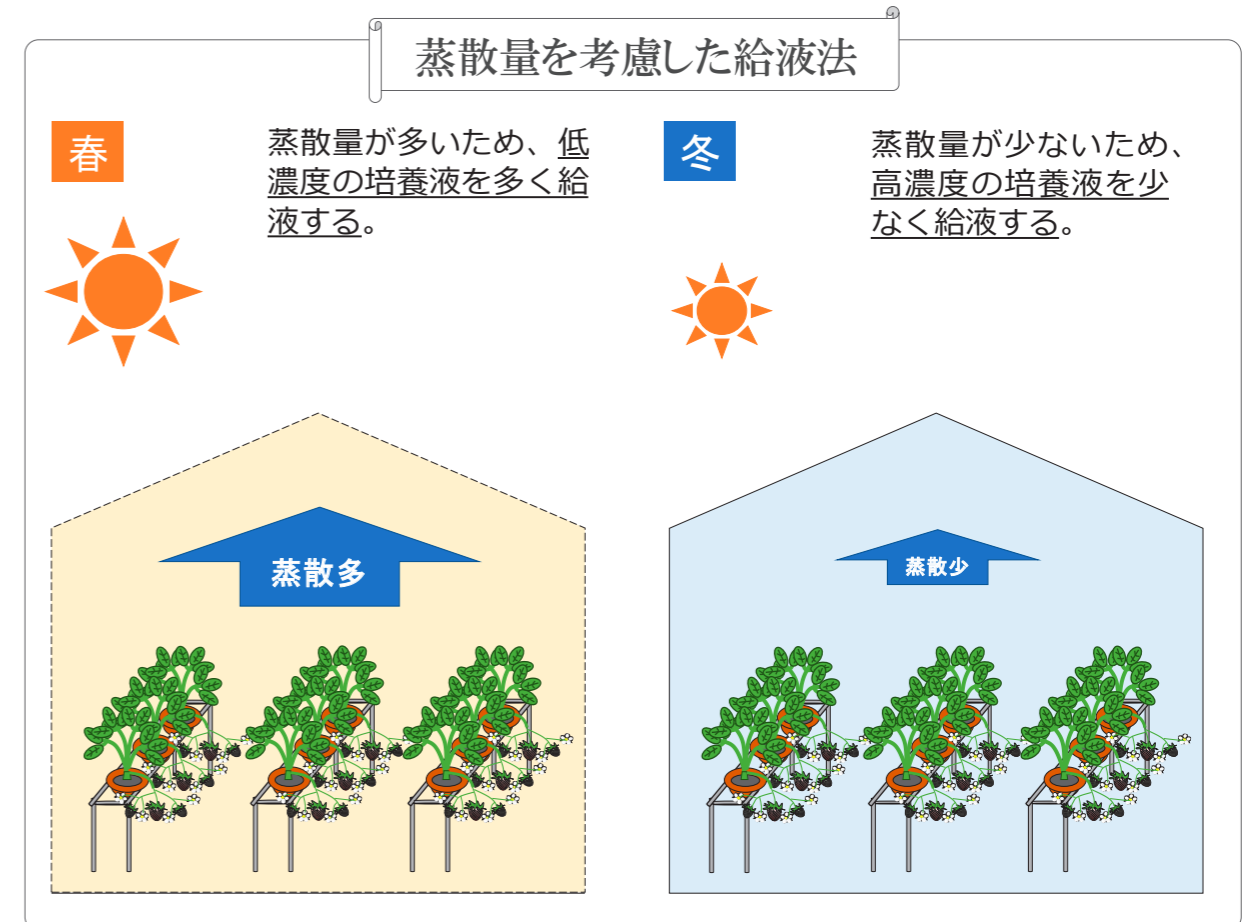 蒸散量を考慮した給液法
春
蒸散量が多いため、低
濃度の培養液を多く給
液する。
冬
蒸散量が少ないため、
高濃度の培養液を少
なく給液する。
蒸散多
蒸散少